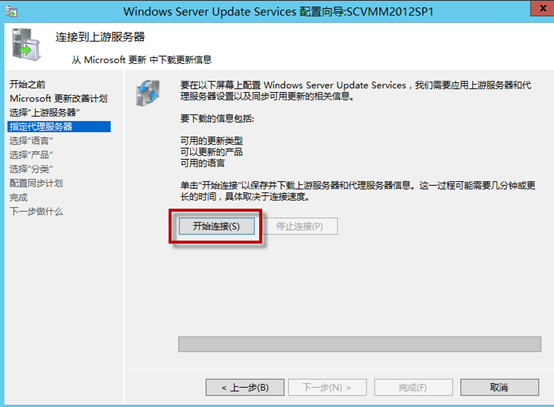 Windows Server Update Services 配置向导:SCVMM2012SP1
连接到上游服务器
从 Microsoft 更新 中下载更新信息
开始之前
Microsoft 更新改善计划
选择“上游服务器”
指定代理服务器
选择“语言”
选择“产品”
选择“分类”
配置同步计划
完成
下一步做什么
要在以下屏幕上配置 Windows Server Update Services，我们需要应用上游服务器和代
理服务器设置以及同步可用更新的相关信息。
要下载的信息包括:
可用的更新类型
可以更新的产品
可用的语言
单击“开始连接”以保存并下载上游服务器和代理服务器信息。这一过程可能需要几分钟或更
长的时间，具体取决于连接速度。
开始连接(S)
停止连接(P)
< 上一步(B)
下一步(N) >
完成(F)
取消